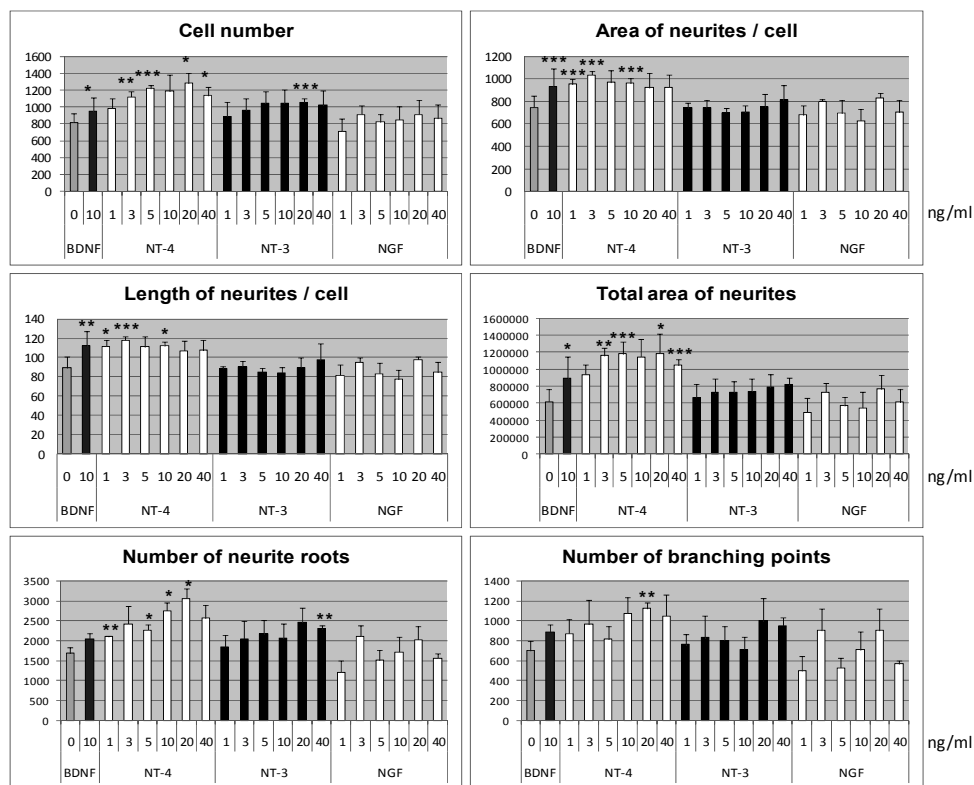 Cell number
1600
1400
1200
1000
800
600
400
200
0
* ** *** * * ***
0 10 1 3 5 10 20 40 1 3 5 10 20 40 1 3 5 10 20 40
BDNF NT-4 NT-3 NGF
Area of neurites / cell
1200
1000
800
600
400
200
0
*** *** *** ***
0 10 1 3 5 10 20 40 1 3 5 10 20 40 1 3 5 10 20 40
BDNF NT-4 NT-3 NGF
ng/ml
Length of neurites / cell
140
120
100
80
60
40
20
0
** * *** *
0 10 1 3 5 10 20 40 1 3 5 10 20 40 1 3 5 10 20 40
BDNF NT-4 NT-3 NGF
Total area of neurites
1600000
1400000
1200000
1000000
800000
600000
400000
200000
0
* ** *** * ***
0 10 1 3 5 10 20 40 1 3 5 10 20 40 1 3 5 10 20 40
BDNF NT-4 NT-3 NGF
ng/ml
Number of neurite roots
3500
3000
2500
2000
1500
1000
500
0
** * * * **
0 10 1 3 5 10 20 40 1 3 5 10 20 40 1 3 5 10 20 40
BDNF NT-4 NT-3 NGF
Number of branching points
1400
1200
1000
800
600
400
200
0
**
0 10 1 3 5 10 20 40 1 3 5 10 20 40 1 3 5 10 20 40
BDNF NT-4 NT-3 NGF
ng/ml